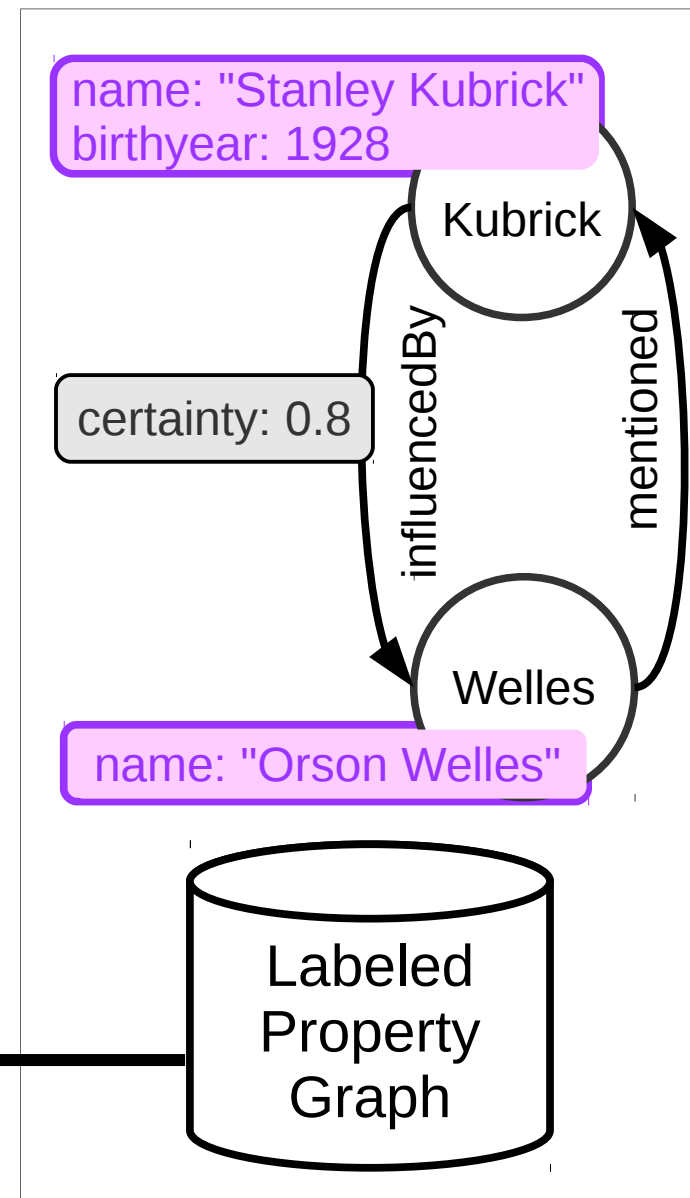 name: "Stanley Kubrick"
birthyear: 1928
Kubrick
influencedBy
mentioned
certainty: 0.8
Welles
name: "Orson Welles"
Labeled
Property
Graph